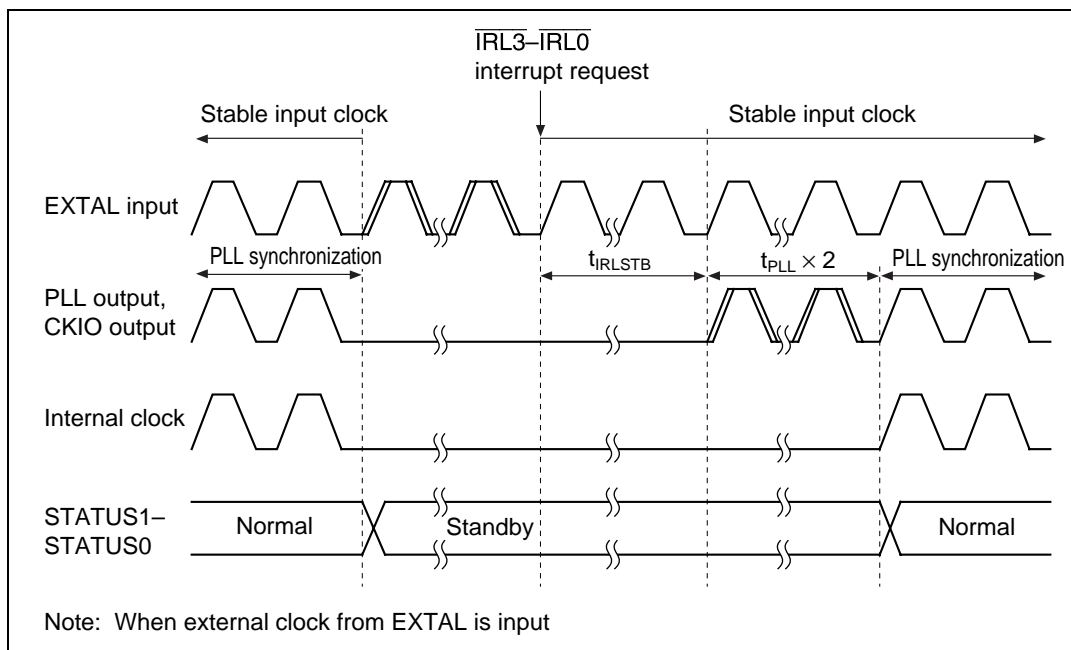 IRL3–IRL0
interrupt request
Stable input clock
Stable input clock
EXTAL input
PLL synchronization
tIRLSTB
tPLL × 2
PLL synchronization
PLL output,
CKIO output
Internal clock
STATUS1–
STATUS0
Normal
Standby
Normal
Note: When external clock from EXTAL is input